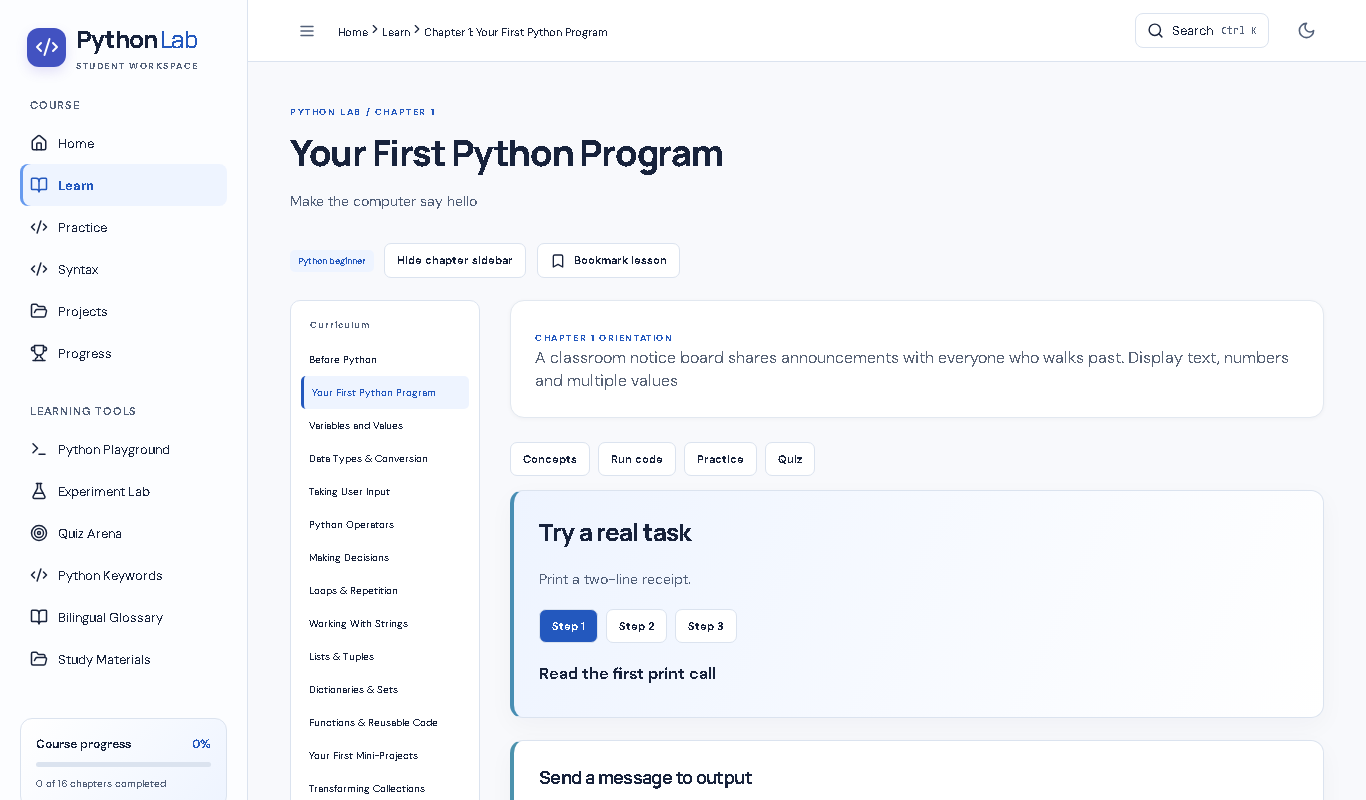 Python Lab
STUDENT WORKSPACE
COURSE
Home
Learn
Practice
Syntax
Projects
Progress
LEARNING TOOLS
Python Playground
Experiment Lab
Quiz Arena
Python Keywords
Bilingual Glossary
Study Materials
Course progress 0%
0 of 16 chapters completed
Home > Learn > Chapter 1: Your First Python Program
Search Ctrl K
PYTHON LAB / CHAPTER 1
Your First Python Program
Make the computer say hello
Python beginner
Hide chapter sidebar
Bookmark lesson
Curriculum
Before Python
Your First Python Program
Variables and Values
Data Types & Conversion
Taking User Input
Python Operators
Making Decisions
Loops & Repetition
Working With Strings
Lists & Tuples
Dictionaries & Sets
Functions & Reusable Code
Your First Mini-Projects
Transforming Collections
CHAPTER 1 ORIENTATION
A classroom notice board shares announcements with everyone who walks past. Display text, numbers
and multiple values
Concepts
Run code
Practice
Quiz
Try a real task
Print a two-line receipt.
Step 1
Step 2
Step 3
Read the first print call
Send a message to output